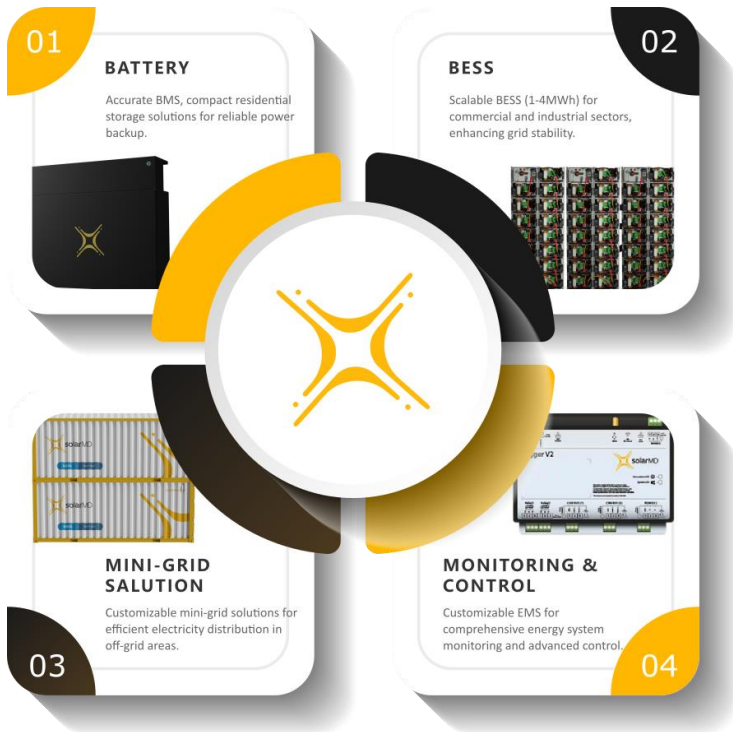 01
BATTERY
Accurate BMS, compact residential
storage solutions for reliable power
backup.
02
BESS
Scalable BESS (1-4MWh) for
commercial and industrial sectors,
enhancing grid stability.
solarMD
solarMD
MINI-GRID
SALUTION
Customizable mini-grid solutions for
efficient electricity distribution in
off-grid areas.
03
gger V2
solarMD
MONITORING &
CONTROL
Customizable EMS for
comprehensive energy system
monitoring and advanced control.
04